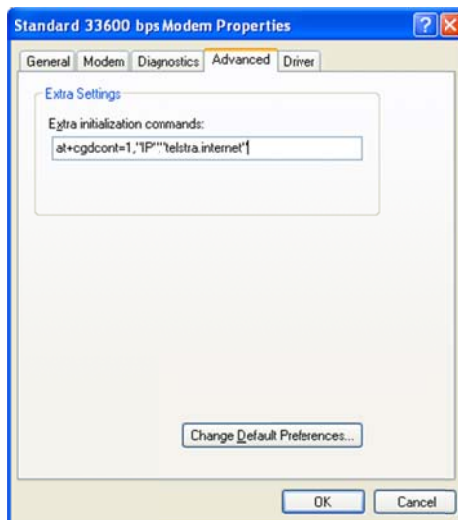 Standard 33600 bps Modem Properties
General Modem Diagnostics Advanced Driver
Extra Settings
Extra initialization commands:
at+cgdcont=1,"IP","telstra.internet"
Change Default Preferences...
OK Cancel